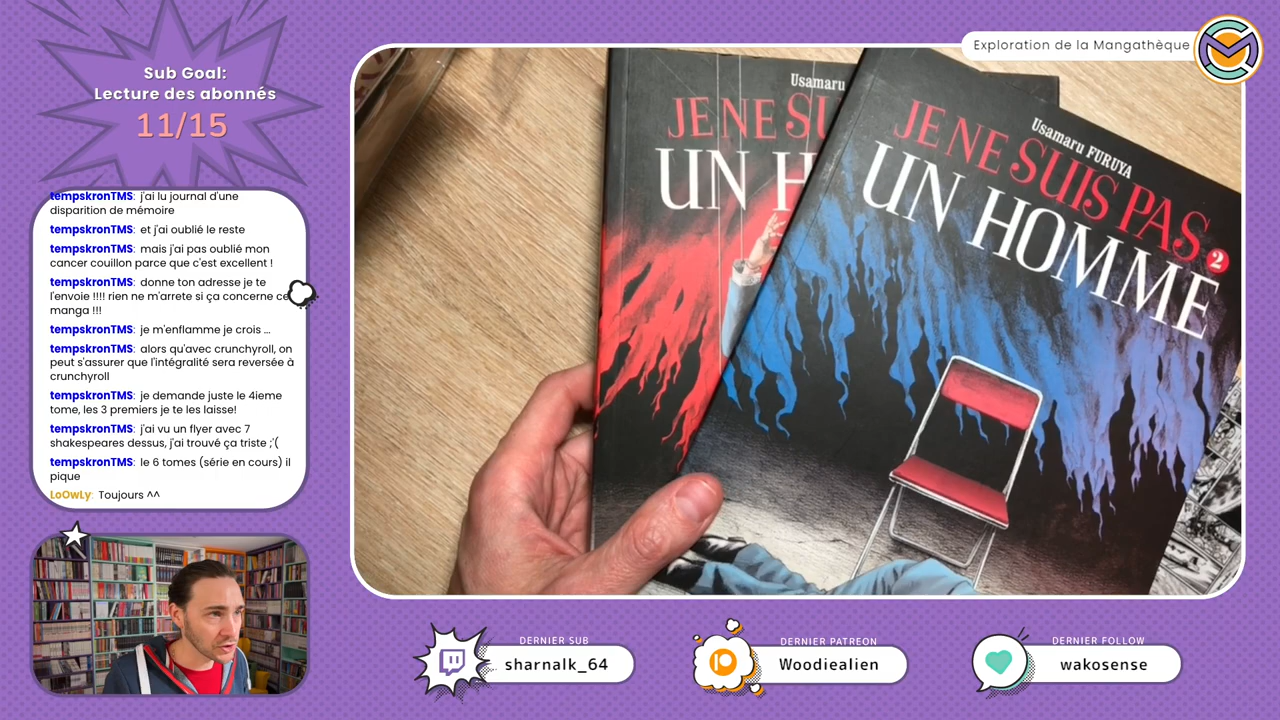 Sub Goal:
Lecture des abonnés
11/15
tempskronTMS: j'ai lu journal d'une
disparition de mémoire
tempskronTMS: et j'ai oublié le reste
tempskronTMS: mais j'ai pas oublié mon
cancer couillon parce que c'est excellent !
tempskronTMS: donne ton adresse je te
l'envoie !!!! rien ne m'arrete si ça concerne ce
manga !!!
tempskronTMS: je m'enflamme je crois ...
tempskronTMS: alors qu'avec crunchyroll, on
peut s'assurer que l'intégralité sera reversée à
crunchyroll
tempskronTMS: je demande juste le 4ieme
tome, les 3 premiers je te les laisse!
tempskronTMS: j'ai vu un flyer avec 7
shakespeares dessus, j'ai trouvé ça triste ;'(
tempskronTMS: le 6 tomes (série en cours) il
pique
LoOwLy: Toujours ^^
Exploration de la Mangathèque
Usamaru
JE NE SU
UN H
Usamaru FURUYA
JE NE SUIS PAS
UN HOMME
2
DERNIER SUB
sharnalk_64
DERNIER PATREON
Woodiealien
DERNIER FOLLOW
wakosense